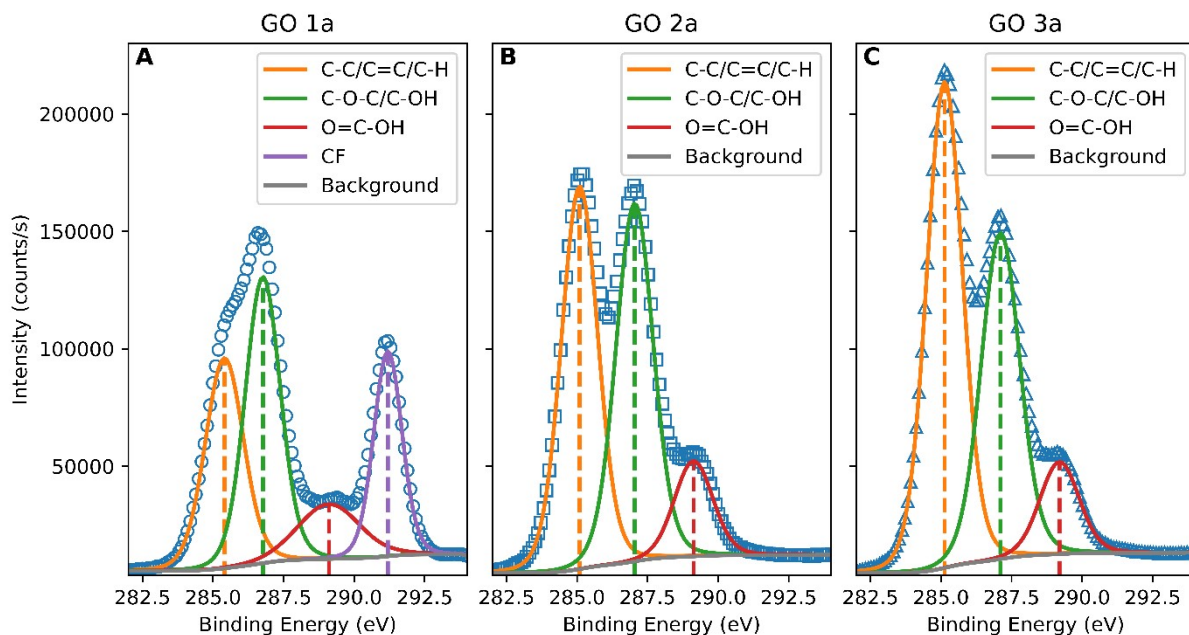 GO 1a
GO 2a
GO 3a
A
C-C/C=C/C-H
C-O-C/C-OH
O=C-OH
CF
Background
B
C-C/C=C/C-H
C-O-C/C-OH
O=C-OH
Background
C
C-C/C=C/C-H
C-O-C/C-OH
O=C-OH
Background
Intensity (counts/s)
200000
150000
100000
50000
282.5 285.0 287.5 290.0 292.5
282.5 285.0 287.5 290.0 292.5
282.5 285.0 287.5 290.0 292.5
Binding Energy (eV)
Binding Energy (eV)
Binding Energy (eV)